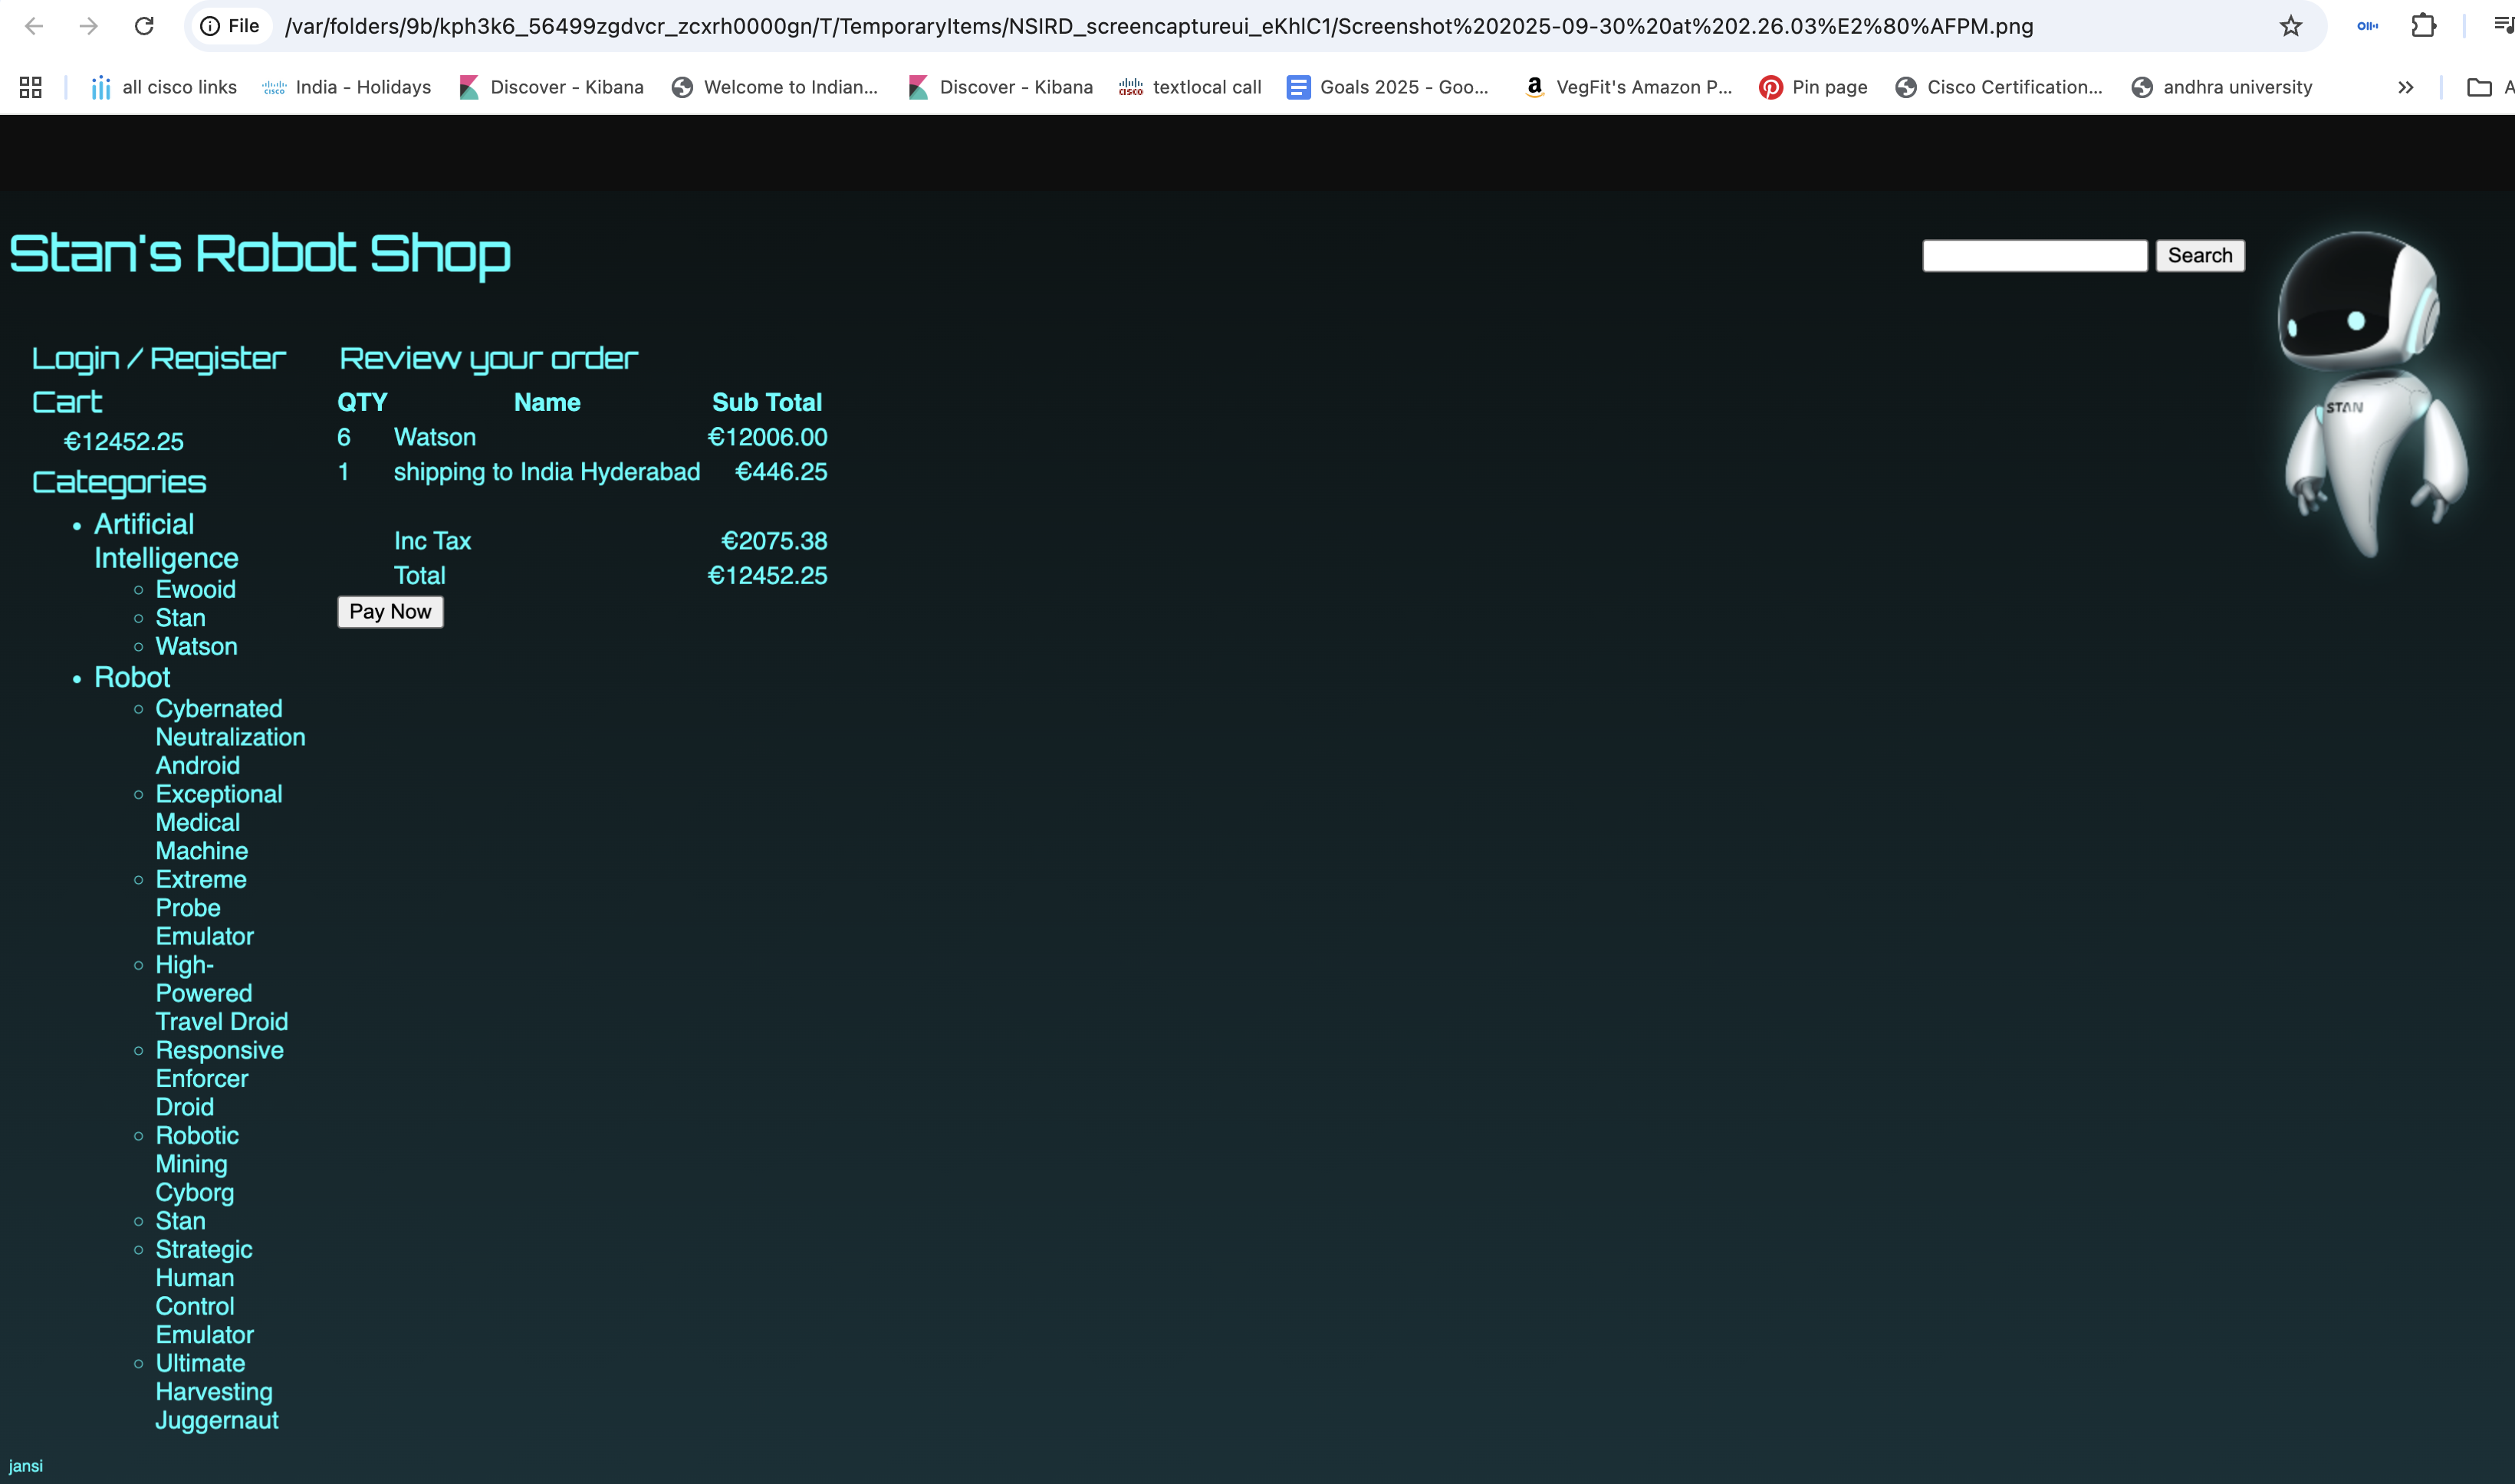 File /var/folders/9b/kph3k6_56499zgdvcr_zcxrh0000gn/T/TemporaryItems/NSIRD_screencaptureui_eKhlC1/Screenshot%202025-09-30%20at%202.26.03%E2%80%AFPM.png
all cisco links India - Holidays Discover - Kibana Welcome to Indian... Discover - Kibana textlocal call Goals 2025 - Goo... VegFit's Amazon P... Pin page Cisco Certification... andhra university
Stan's Robot Shop
Search
STAN
Login / Register
Cart
€12452.25
Categories
Artificial
Intelligence
Ewooid
Stan
Watson
Robot
Cybernated
Neutralization
Android
Exceptional
Medical
Machine
Extreme
Probe
Emulator
High-
Powered
Travel Droid
Responsive
Enforcer
Droid
Robotic
Mining
Cyborg
Stan
Strategic
Human
Control
Emulator
Ultimate
Harvesting
Juggernaut
Review your order
QTY Name Sub Total
6 Watson €12006.00
1 shipping to India Hyderabad €446.25
Inc Tax €2075.38
Total €12452.25
Pay Now
jansi